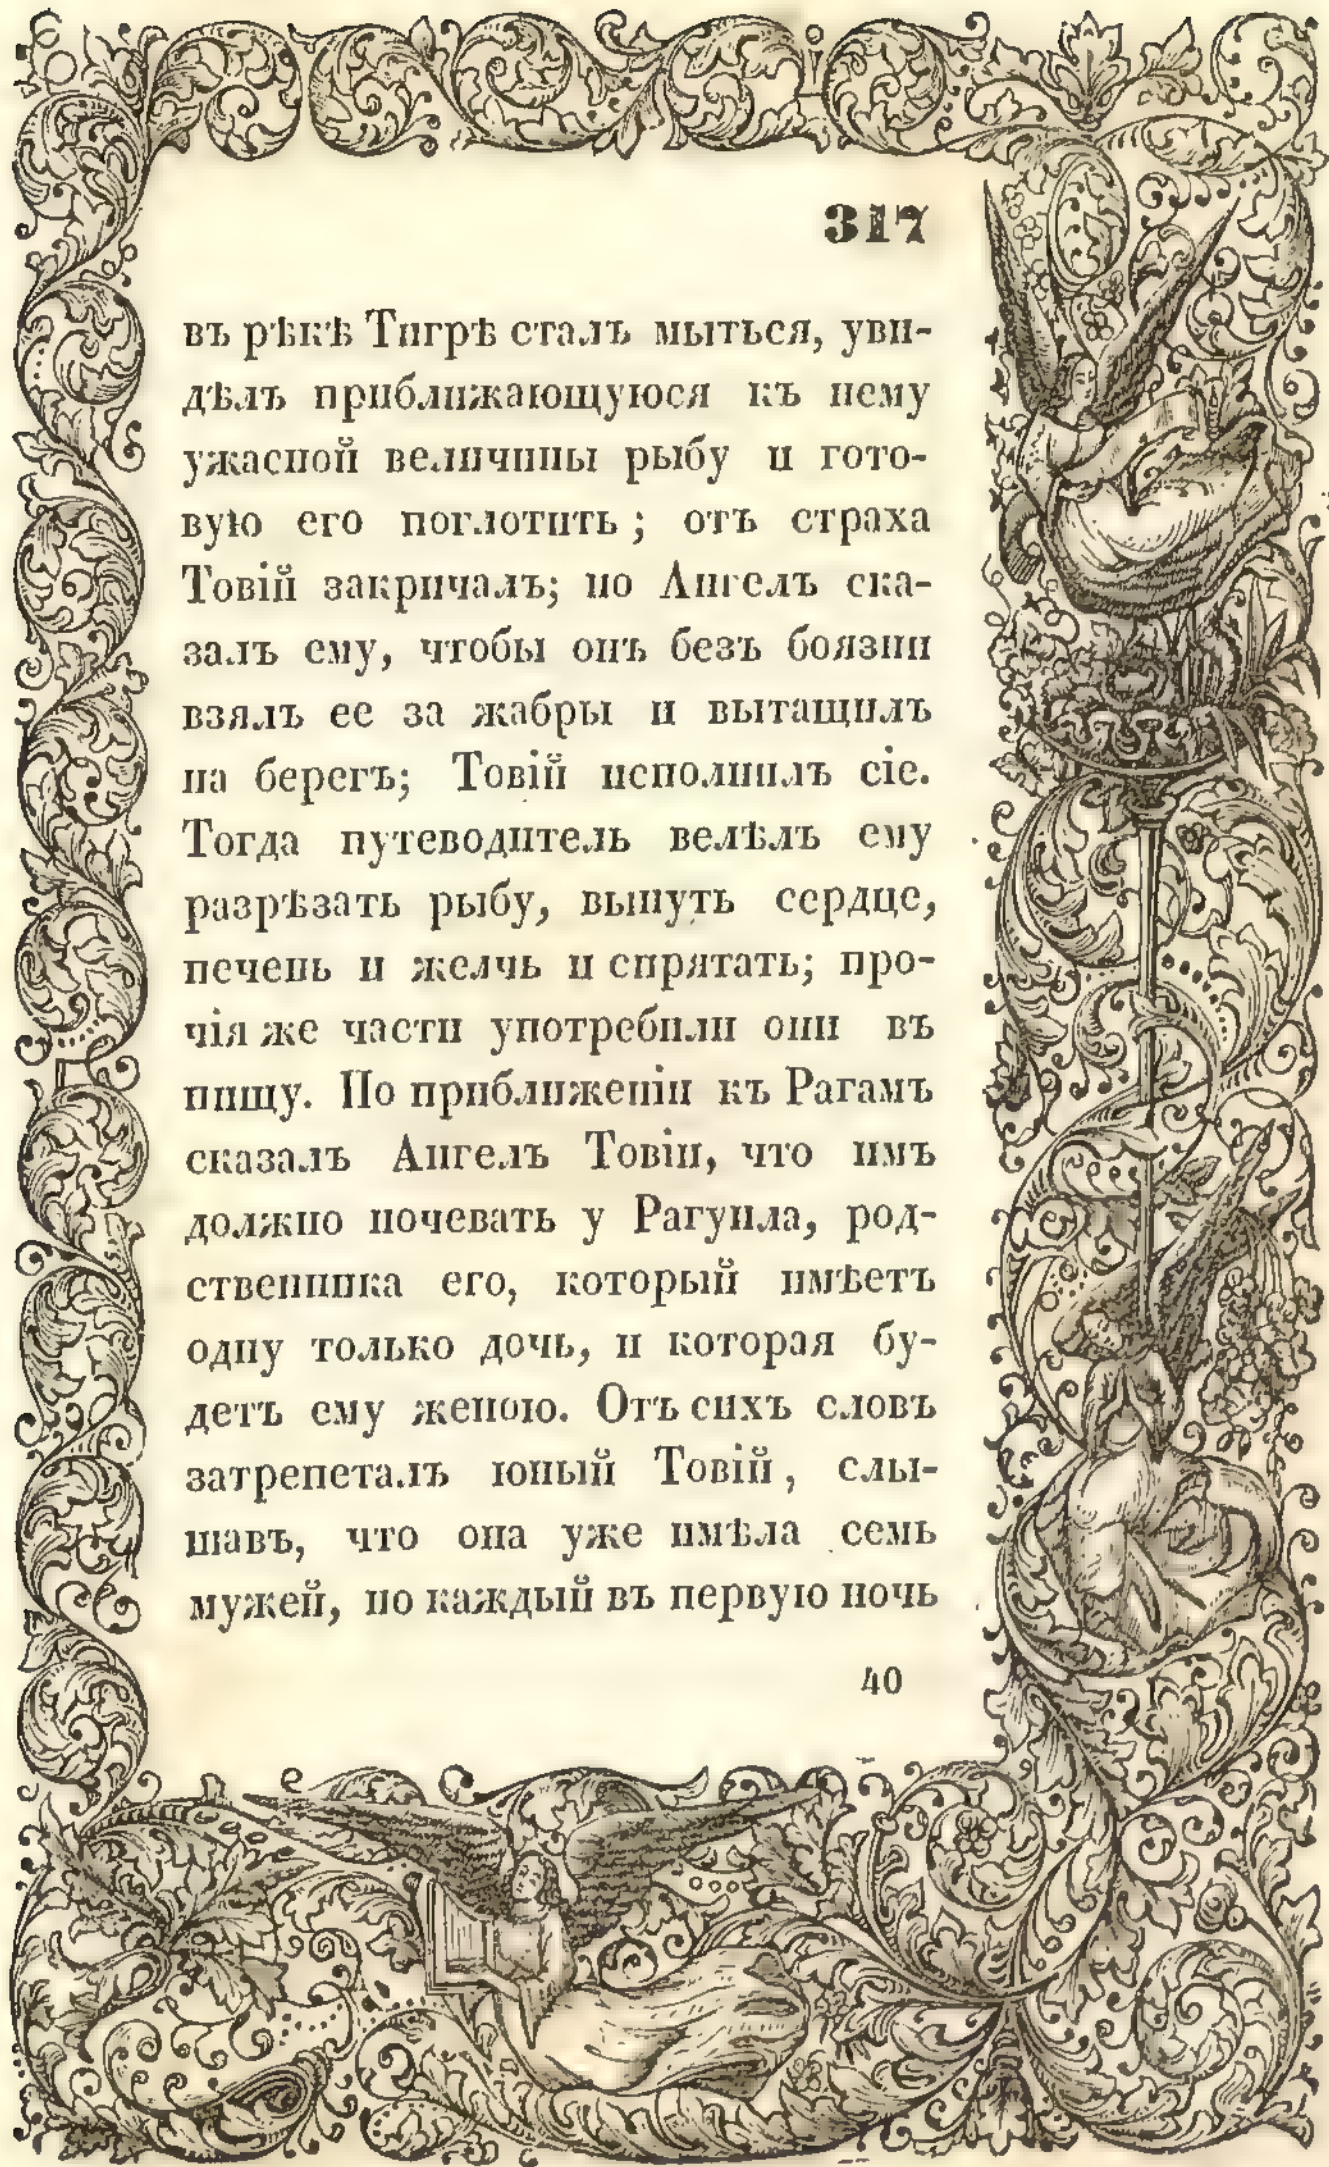 317
въ рѣкѣ Тигрѣ сталъ мыться, уви-
дѣлъ приближающуюся къ нему
ужасной величины рыбу и гото-
вую его поглотить; отъ страха
Товій закричалъ; но Ангелъ ска-
залъ ему, чтобы онъ безъ боязни
взялъ ее за жабры и вытащилъ
на берегъ; Товій исполнилъ сіе.
Тогда путеводитель велѣлъ ему
разрѣзать рыбу, вынуть сердце,
печень и желчь и спрятать; про-
чія же части употребили они въ
пищу. По приближеніи къ Рагамъ
сказалъ Ангелъ Товіи, что имъ
должно ночевать у Рагуила, род-
ственника его, который имѣетъ
одну только дочь, и которая бу-
детъ ему женою. Отъ сихъ словъ
затрепеталъ юный Товій, слы-
шавъ, что она уже имѣла семь
мужей, но каждый въ первую ночь
40